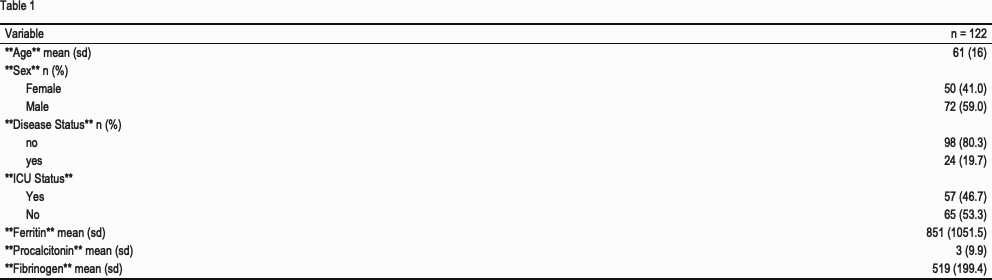 Table 1
Variable n = 122
**Age** mean (sd) 61 (16)
**Sex** n (%)
Female 50 (41.0)
Male 72 (59.0)
**Disease Status** n (%)
no 98 (80.3)
yes 24 (19.7)
**ICU Status**
Yes 57 (46.7)
No 65 (53.3)
**Ferritin** mean (sd) 851 (1051.5)
**Procalcitonin** mean (sd) 3 (9.9)
**Fibrinogen** mean (sd) 519 (199.4)